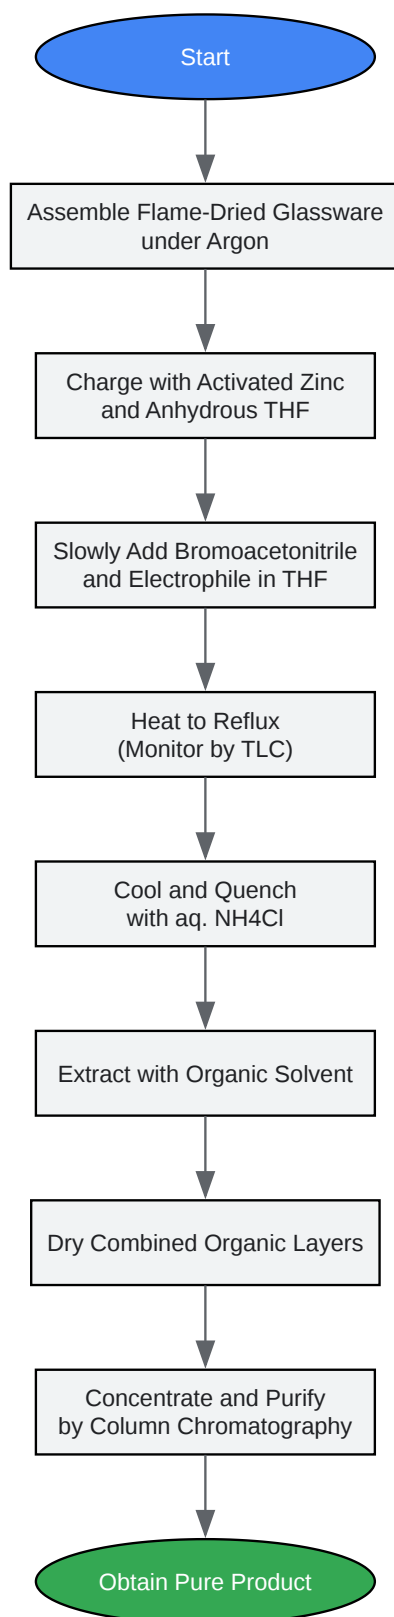 Start
Assemble Flame-Dried Glassware
under Argon
Charge with Activated Zinc
and Anhydrous THF
Slowly Add Bromoacetonitrile
and Electrophile in THF
Heat to Reflux
(Monitor by TLC)
Cool and Quench
with aq. NH4Cl
Extract with Organic Solvent
Dry Combined Organic Layers
Concentrate and Purify
by Column Chromatography
Obtain Pure Product